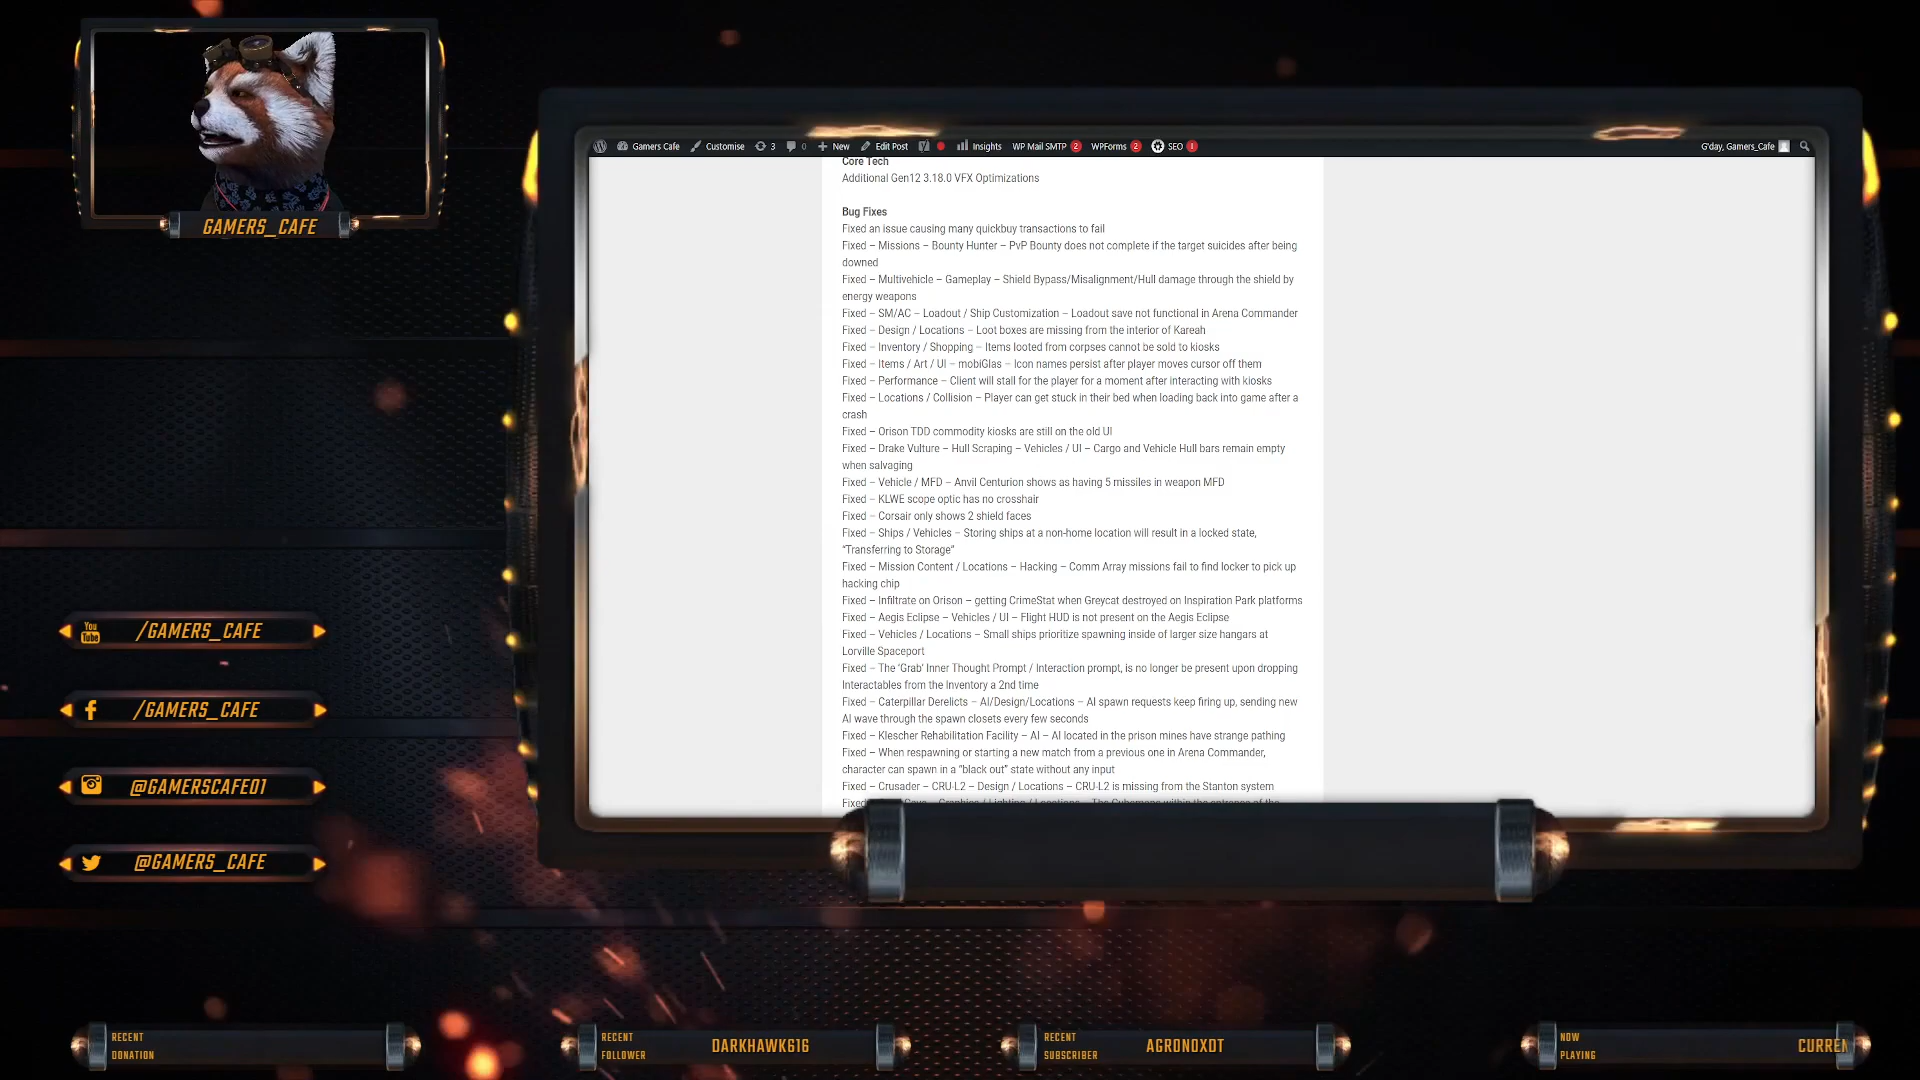 GAMERS_CAFE
Gamers Cafe Customise 3 0 New Edit Post Insights WP Mail SMTP 2 WPForms 2 SEO 1 G'day, Gamers_Cafe
Core Tech
Additional Gen12 3.18.0 VFX Optimizations
Bug Fixes
Fixed an issue causing many quickbuy transactions to fail
Fixed – Missions – Bounty Hunter – PvP Bounty does not complete if the target suicides after being
downed
Fixed – Multivehicle – Gameplay – Shield Bypass/Misalignment/Hull damage through the shield by
energy weapons
Fixed – SM/AC – Loadout / Ship Customization – Loadout save not functional in Arena Commander
Fixed – Design / Locations – Loot boxes are missing from the interior of Kareah
Fixed – Inventory / Shopping – Items looted from corpses cannot be sold to kiosks
Fixed – Items / Art / UI – mobiGlas – Icon names persist after player moves cursor off them
Fixed – Performance – Client will stall for the player for a moment after interacting with kiosks
Fixed – Locations / Collision – Player can get stuck in their bed when loading back into game after a
crash
Fixed – Orison TDD commodity kiosks are still on the old UI
Fixed – Drake Vulture – Hull Scraping – Vehicles / UI – Cargo and Vehicle Hull bars remain empty
when salvaging
Fixed – Vehicle / MFD – Anvil Centurion shows as having 5 missiles in weapon MFD
Fixed – KLWE scope optic has no crosshair
Fixed – Corsair only shows 2 shield faces
Fixed – Ships / Vehicles – Storing ships at a non-home location will result in a locked state,
“Transferring to Storage”
Fixed – Mission Content / Locations – Hacking – Comm Array missions fail to find locker to pick up
hacking chip
Fixed – Infiltrate on Orison – getting CrimeStat when Greycat destroyed on Inspiration Park platforms
Fixed – Aegis Eclipse – Vehicles / UI – Flight HUD is not present on the Aegis Eclipse
Fixed – Vehicles / Locations – Small ships prioritize spawning inside of larger size hangars at
Lorville Spaceport
Fixed – The ‘Grab’ Inner Thought Prompt / Interaction prompt, is no longer be present upon dropping
Interactables from the Inventory a 2nd time
Fixed – Caterpillar Derelicts – AI/Design/Locations – AI spawn requests keep firing up, sending new
AI wave through the spawn closets every few seconds
Fixed – Klescher Rehabilitation Facility – AI – AI located in the prison mines have strange pathing
Fixed – When respawning or starting a new match from a previous one in Arena Commander,
character can spawn in a “black out” state without any input
Fixed – Crusader – CRU-L2 – Design / Locations – CRU-L2 is missing from the Stanton system
Fixed
You
Tube
/GAMERS_CAFE
/GAMERS_CAFE
@GAMERSCAFE01
@GAMERS_CAFE
RECENT
DONATION
RECENT
FOLLOWER
DARKHAWK616
RECENT
SUBSCRIBER
AGRONOXDT
NOW
PLAYING